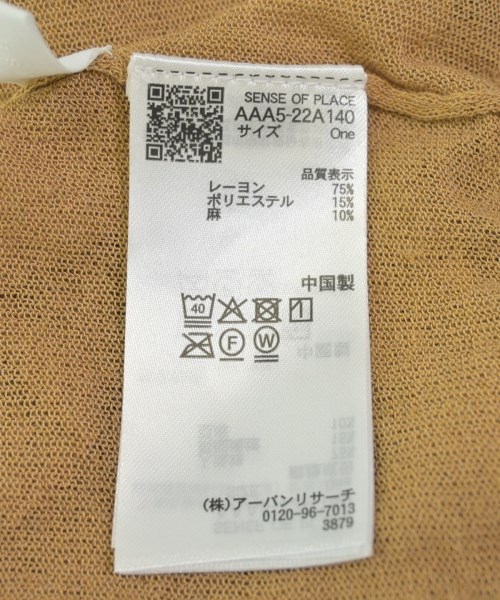 SENSE OF PLACE
AAA5-22A140
サイズ One
品質表示
レーヨン 75%
ポリエステル 15%
麻 10%
中国製
40
F W
(株)アーバンリサーチ
0120-96-7013
3879